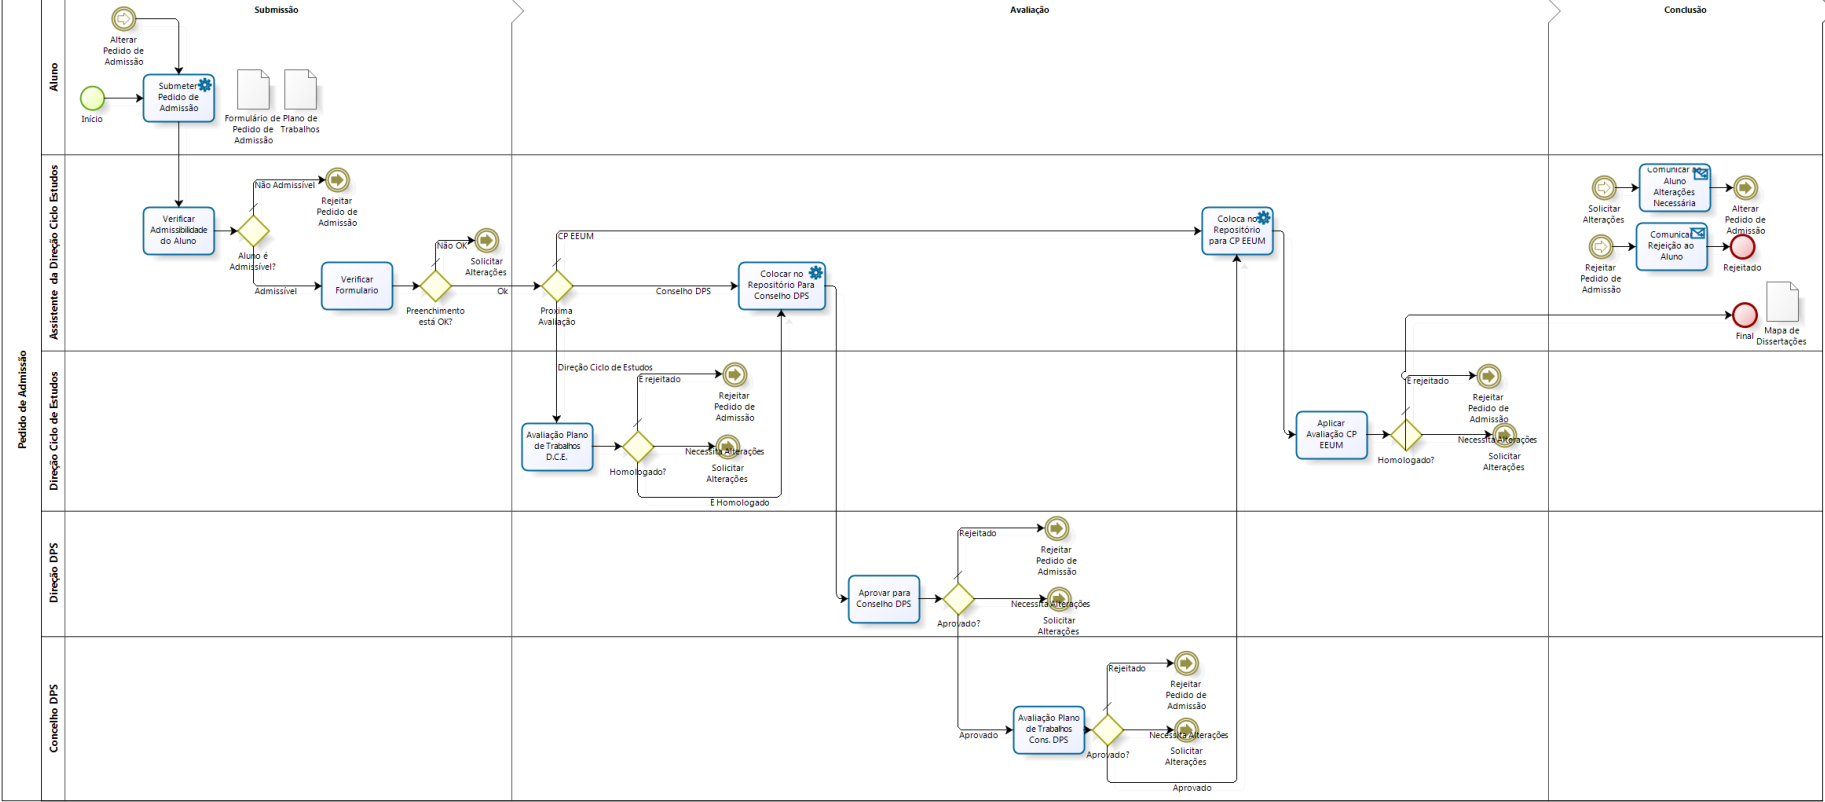 Submissão
Avaliação
Conclusão
Pedido de Admissão
Aluno
Alterar
Pedido de
Admissão
Início
Submeter
Pedido de
Admissão
Formulário de
Pedido de
Admissão
Plano de
Trabalhos
Assistente da Direção Ciclo Estudos
Verificar
Admissibilidade
do Aluno
Aluno é
Admissível?
Não Admissível
Rejeitar
Pedido de
Admissão
Admissível
Verificar
Formulario
Preenchimento
está OK?
Não OK
Solicitar
Alterações
Ok
Proxima
Avaliação
CP EEUM
Conselho DPS
Direção Ciclo de Estudos
Colocar no
Repositório Para
Conselho DPS
Coloca no
Repositório
para CP EEUM
Solicitar
Alterações
Comunicar ao
Aluno
Alterações
Necessária
Alterar
Pedido de
Admissão
Rejeitar
Pedido de
Admissão
Comunicar
Rejeição ao
Aluno
Rejeitado
Final
Mapa de
Dissertações
Direção Ciclo de Estudos
Avaliação Plano
de Trabalhos
D.C.E.
Homologado?
É rejeitado
Rejeitar
Pedido de
Admissão
Necessita Alterações
Solicitar
Alterações
É Homologado
Aplicar
Avaliação CP
EEUM
Homologado?
É rejeitado
Rejeitar
Pedido de
Admissão
Necessita Alterações
Solicitar
Alterações
Direção DPS
Aprovar para
Conselho DPS
Aprovado?
Rejeitado
Rejeitar
Pedido de
Admissão
Necessita Alterações
Solicitar
Alterações
Concelho DPS
Aprovado
Avaliação Plano
de Trabalhos
Cons. DPS
Aprovado?
Rejeitado
Rejeitar
Pedido de
Admissão
Necessita Alterações
Solicitar
Alterações
Aprovado